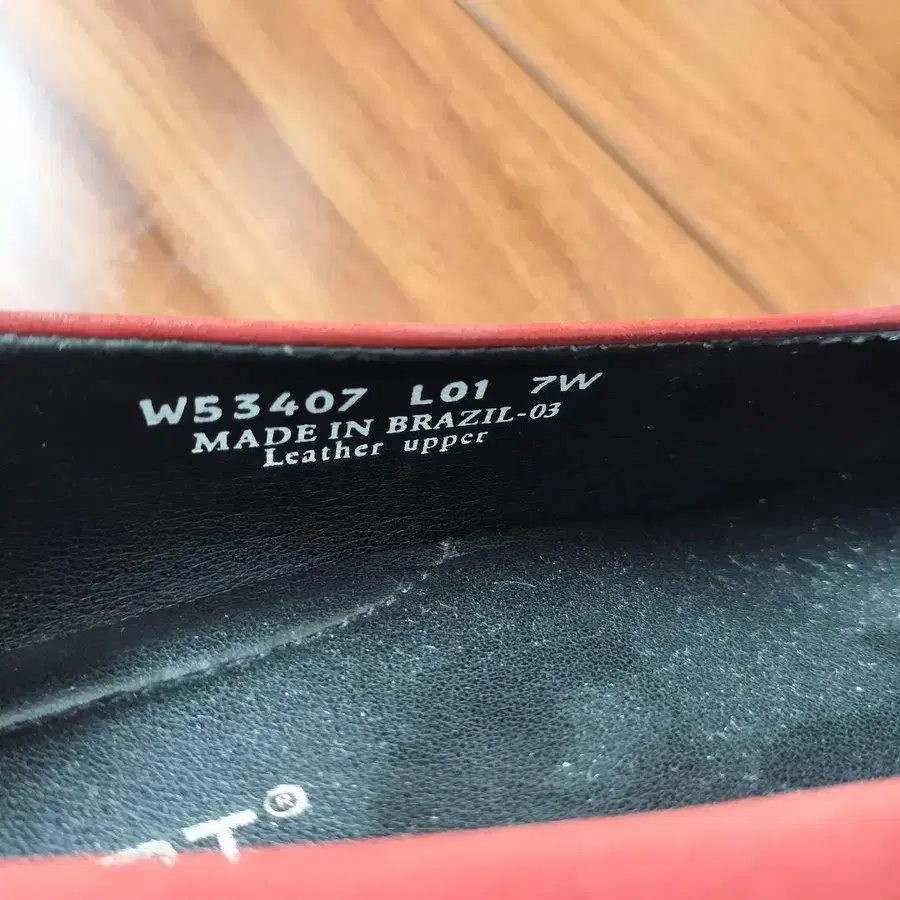 W53407 L01 7W
MADE IN BRAZIL-03
Leather upper